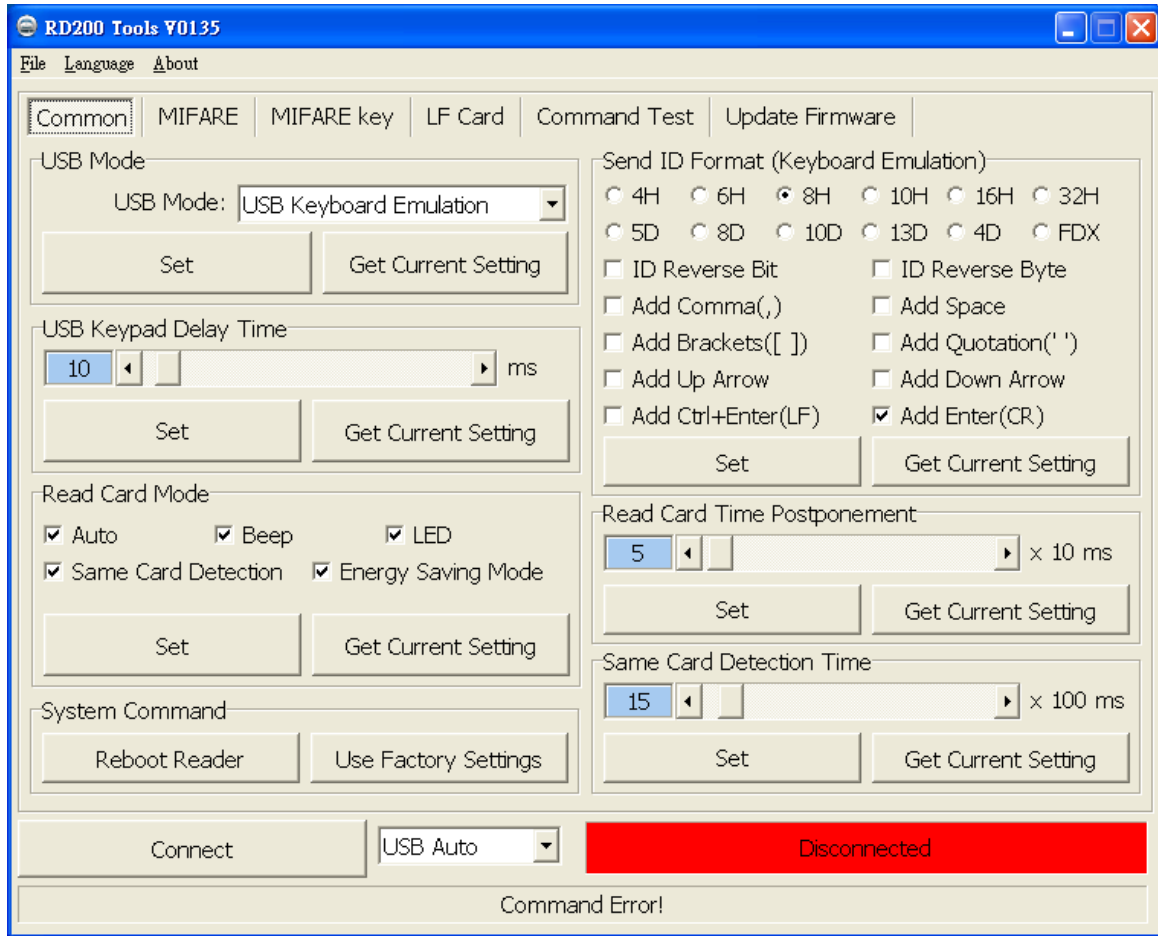 RD200 Tools V0135
File Language About
Common MIFARE MIFARE key LF Card Command Test Update Firmware
USB Mode
USB Mode: USB Keyboard Emulation
Set Get Current Setting
USB Keypad Delay Time
10 ms
Set Get Current Setting
Read Card Mode
Auto Beep LED
Same Card Detection Energy Saving Mode
Set Get Current Setting
System Command
Reboot Reader Use Factory Settings
Send ID Format (Keyboard Emulation)
4H 6H 8H 10H 16H 32H
5D 8D 10D 13D 4D FDX
ID Reverse Bit ID Reverse Byte
Add Comma(,) Add Space
Add Brackets([ ]) Add Quotation(' ')
Add Up Arrow Add Down Arrow
Add Ctrl+Enter(LF) Add Enter(CR)
Set Get Current Setting
Read Card Time Postponement
5 x 10 ms
Set Get Current Setting
Same Card Detection Time
15 x 100 ms
Set Get Current Setting
Connect USB Auto Disconnected
Command Error!